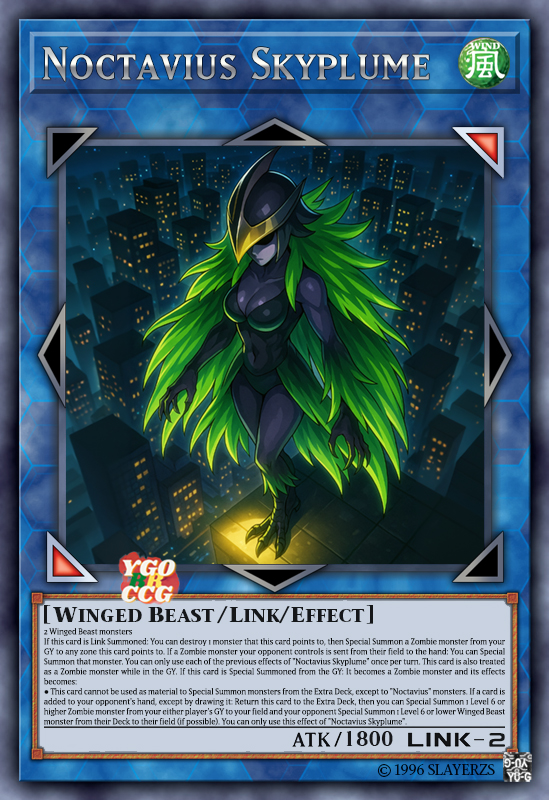 NOCTAVIUS SKYPLUME
WIND
風
YGO
RR
CCG
[WINGED BEAST/LINK/EFFECT]
2 Winged Beast monsters
If this card is Link Summoned: You can destroy 1 monster that this card points to, then Special Summon a Zombie monster from your
GY to any zone this card points to. If a Zombie monster your opponent controls is sent from their field to the hand: You can Special
Summon that monster. You can only use each of the previous effects of "Noctavius Skyplume" once per turn. This card is also treated
as a Zombie monster while in the GY. If this card is Special Summoned from the GY: It becomes a Zombie monster and its effects
becomes:
● This card cannot be used as material to Special Summon monsters from the Extra Deck, except to "Noctavius" monsters. If a card is
added to your opponent's hand, except by drawing it: Return this card to the Extra Deck, then you can Special Summon 1 Level 6 or
higher Zombie monster from your either player's GY to your field and your opponent Special Summon 1 Level 6 or lower Winged Beast
monster from their Deck to their field (if possible). You can only use this effect of "Noctavius Skyplume".
ATK/1800 LINK-2
© 1996 SLAYERZS
YU-G